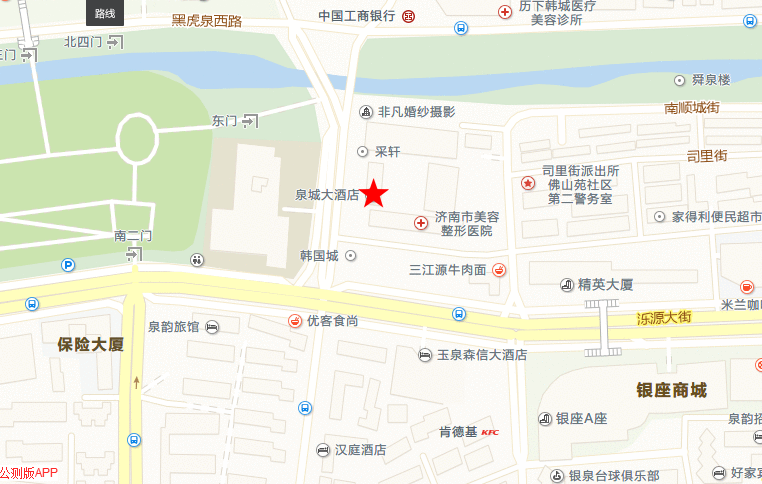 路线
黑虎泉西路
中国工商银行
历下韩城医疗
美容诊所
北四门
三门
舜泉楼
南顺城街
非凡婚纱摄影
东门
采轩
司里街
司里街派出所
佛山苑社区
第二警务室
泉城大酒店
济南市美容
整形医院
家得利便民超市
南二门
韩国城
P
三江源牛肉面
精英大厦
米兰咖啡
泺源大街
优客食尚
泉韵旅馆
保险大厦
玉泉森信大酒店
银座商城
银座A座
泉韵招
肯德基 KFC
汉庭酒店
公测版APP
银泉台球俱乐部
好家宾